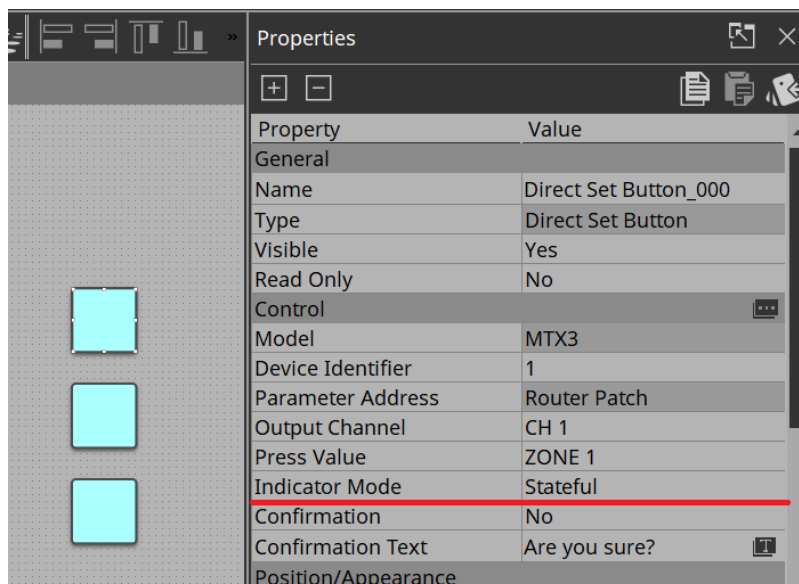 »
Properties
Property Value
General
Name Direct Set Button_000
Type Direct Set Button
Visible Yes
Read Only No
Control
Model MTX3
Device Identifier 1
Parameter Address Router Patch
Output Channel CH 1
Press Value ZONE 1
Indicator Mode Stateful
Confirmation No
Confirmation Text Are you sure? T
Position/Appearance